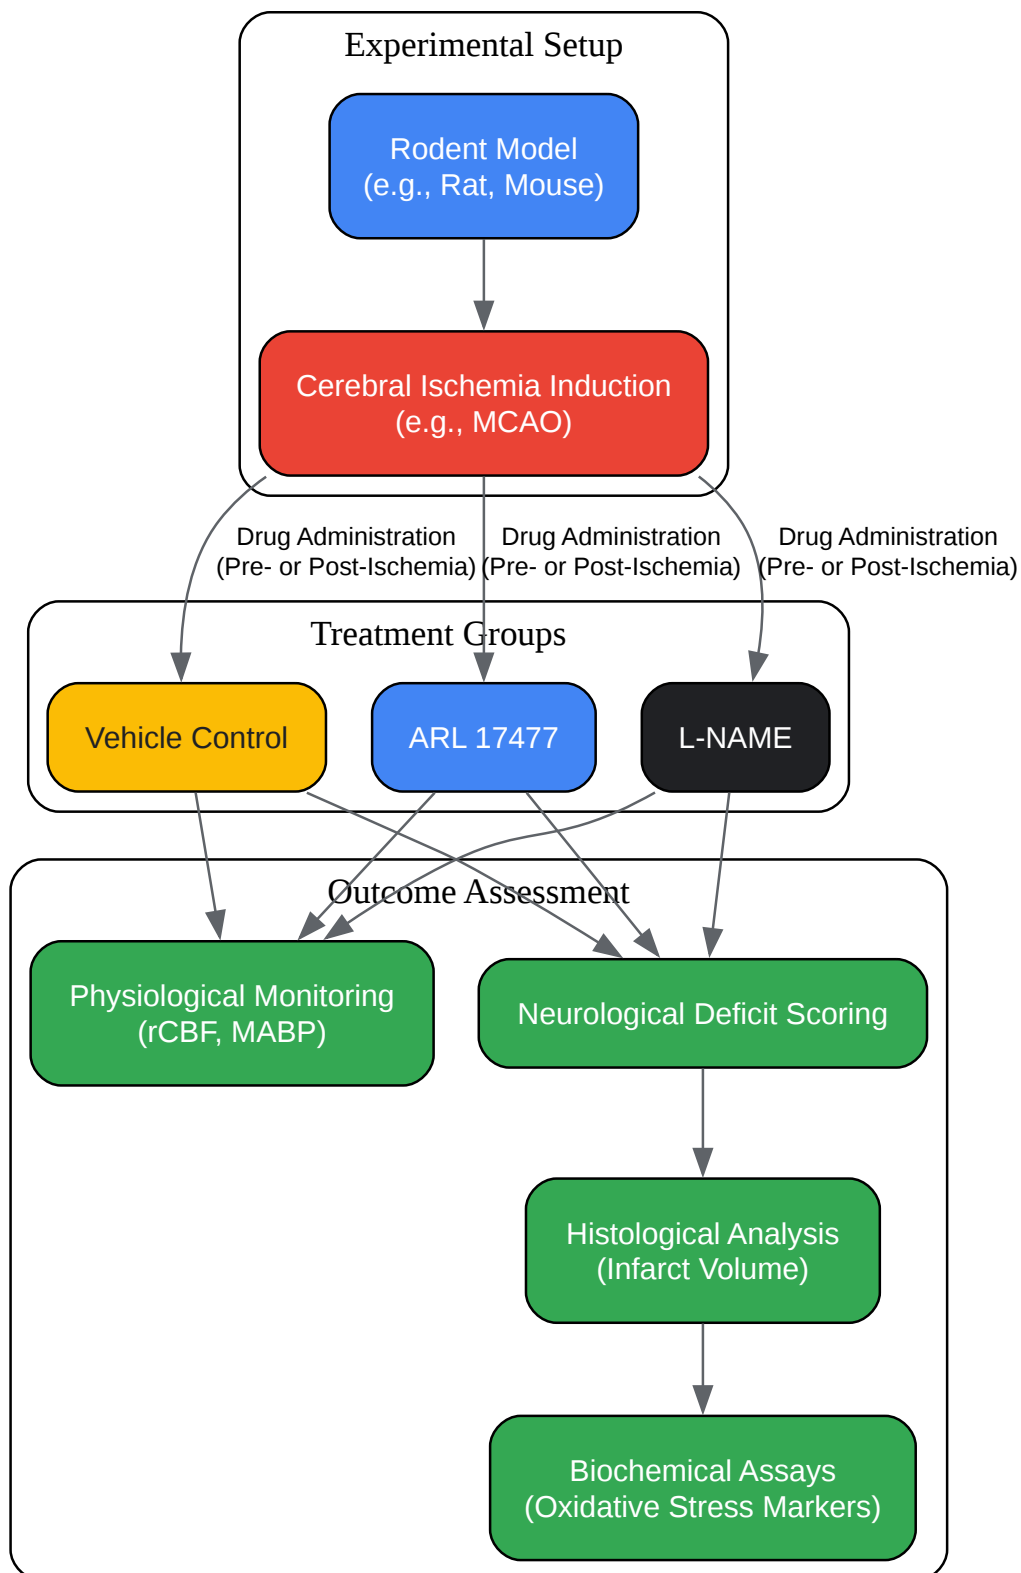 Experimental Setup
Rodent Model
(e.g., Rat, Mouse)
Cerebral Ischemia Induction
(e.g., MCAO)
Drug Administration
(Pre- or Post-Ischemia)
Drug Administration
(Pre- or Post-Ischemia)
Drug Administration
(Pre- or Post-Ischemia)
Treatment Groups
Vehicle Control
ARL 17477
L-NAME
Outcome Assessment
Physiological Monitoring
(rCBF, MABP)
Neurological Deficit Scoring
Histological Analysis
(Infarct Volume)
Biochemical Assays
(Oxidative Stress Markers)